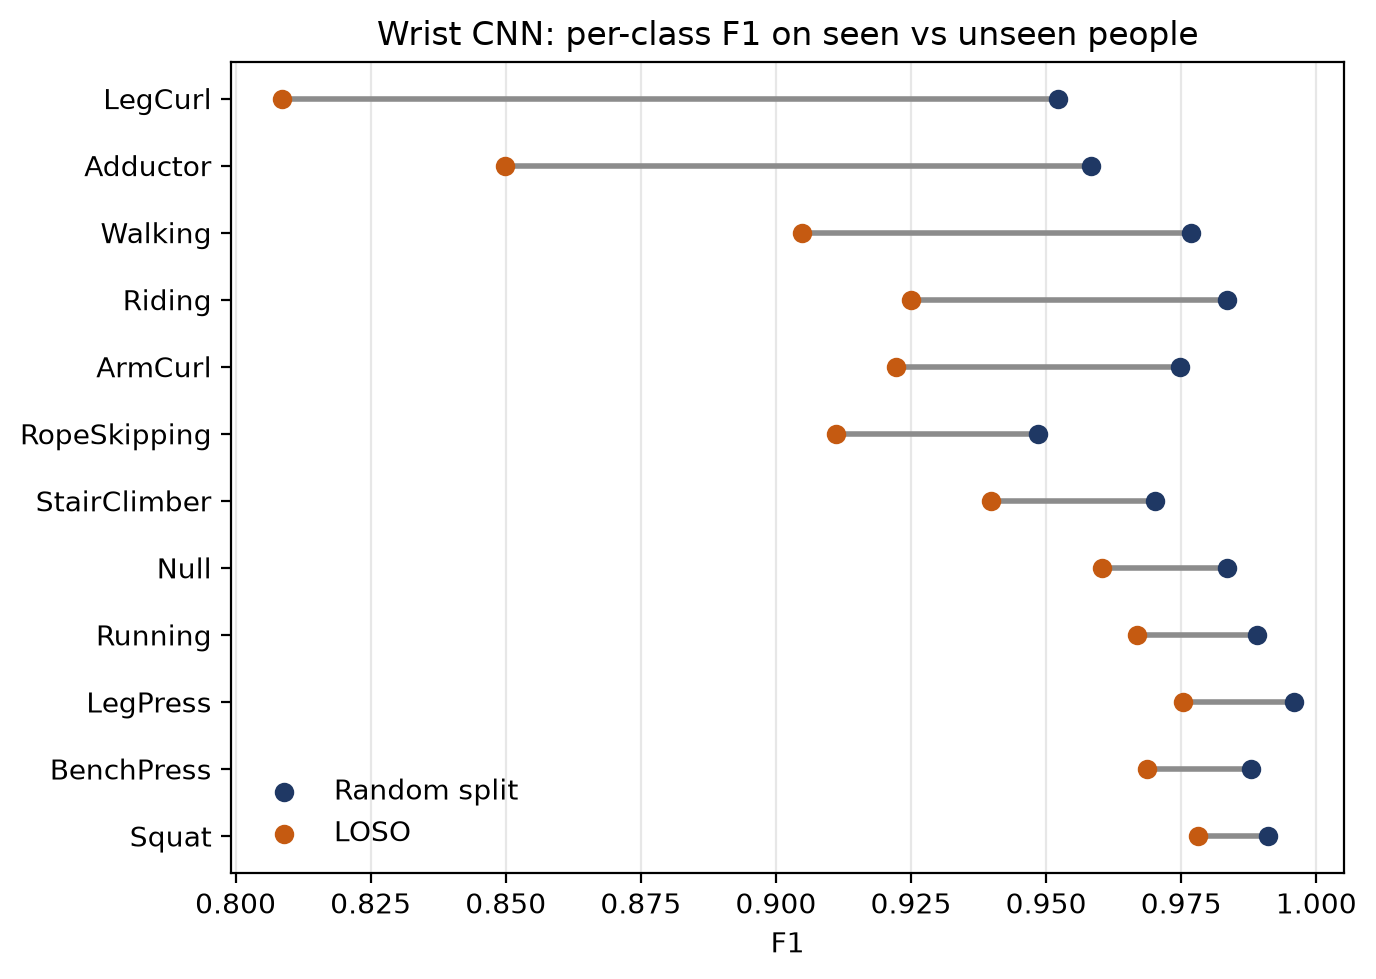 Wrist CNN: per-class F1 on seen vs unseen people
LegCurl
Adductor
Walking
Riding
ArmCurl
RopeSkipping
StairClimber
Null
Running
LegPress
BenchPress
Squat
Random split
LOSO
0.800 0.825 0.850 0.875 0.900 0.925 0.950 0.975 1.000
F1